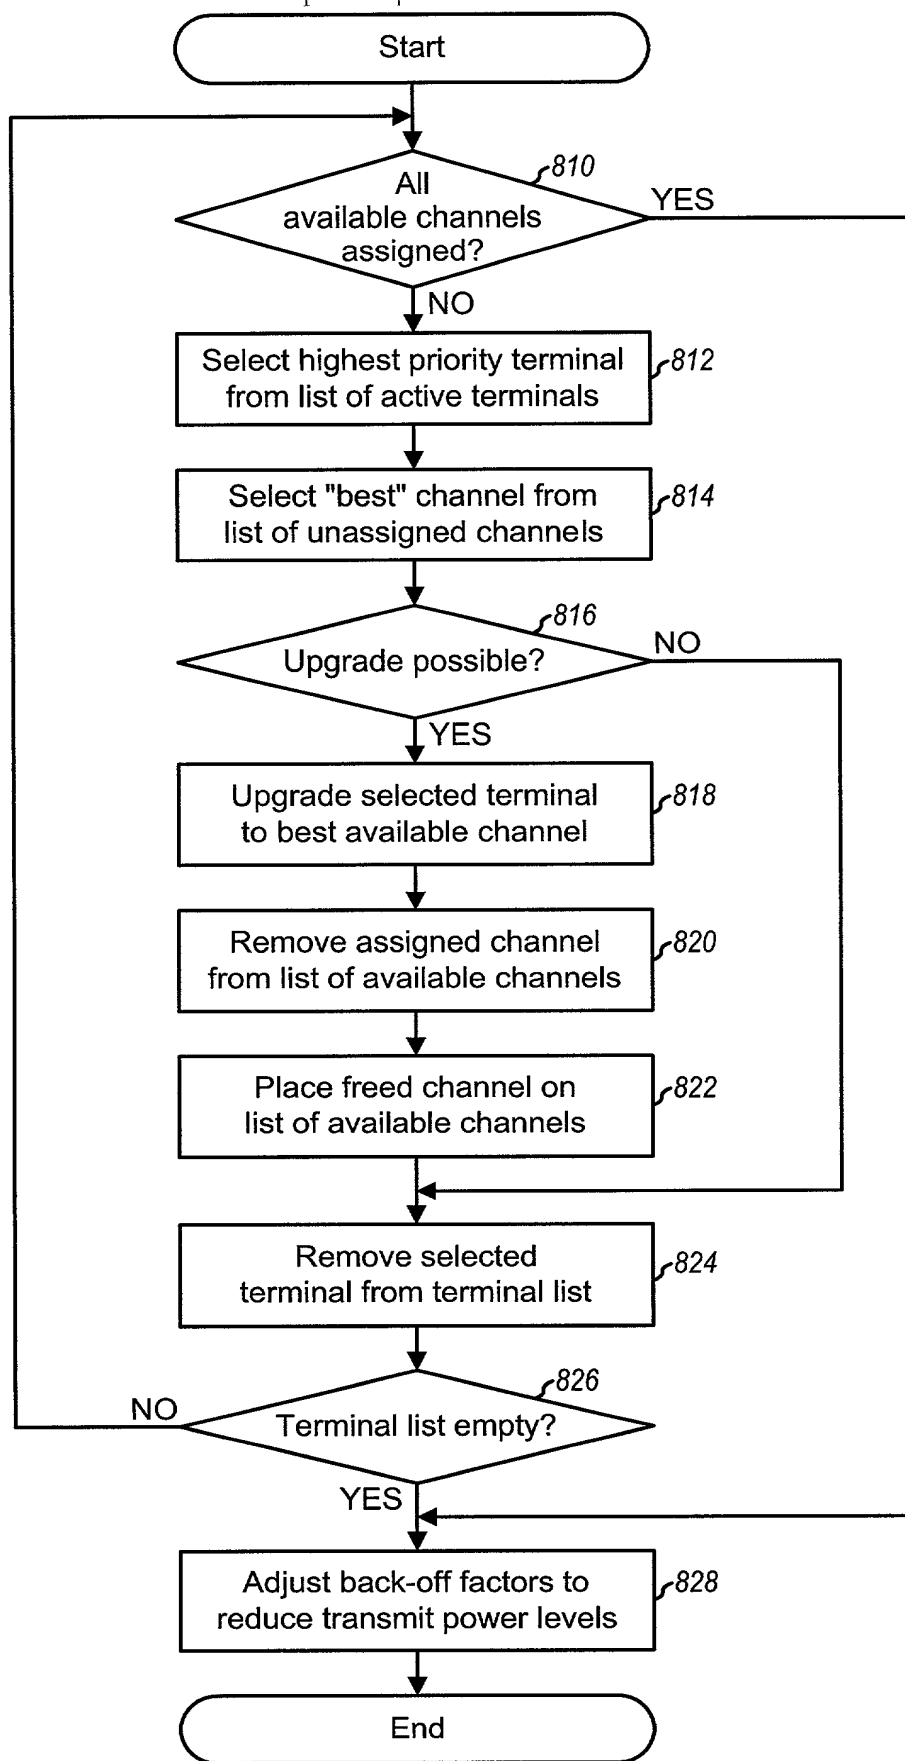 Start
810
All
available channels
assigned?
YES
NO
Select highest priority terminal
from list of active terminals
812
Select "best" channel from
list of unassigned channels
814
816
Upgrade possible?
NO
YES
Upgrade selected terminal
to best available channel
818
Remove assigned channel
from list of available channels
820
Place freed channel on
list of available channels
822
Remove selected
terminal from terminal list
824
826
NO
Terminal list empty?
YES
Adjust back-off factors to
reduce transmit power levels
828
End